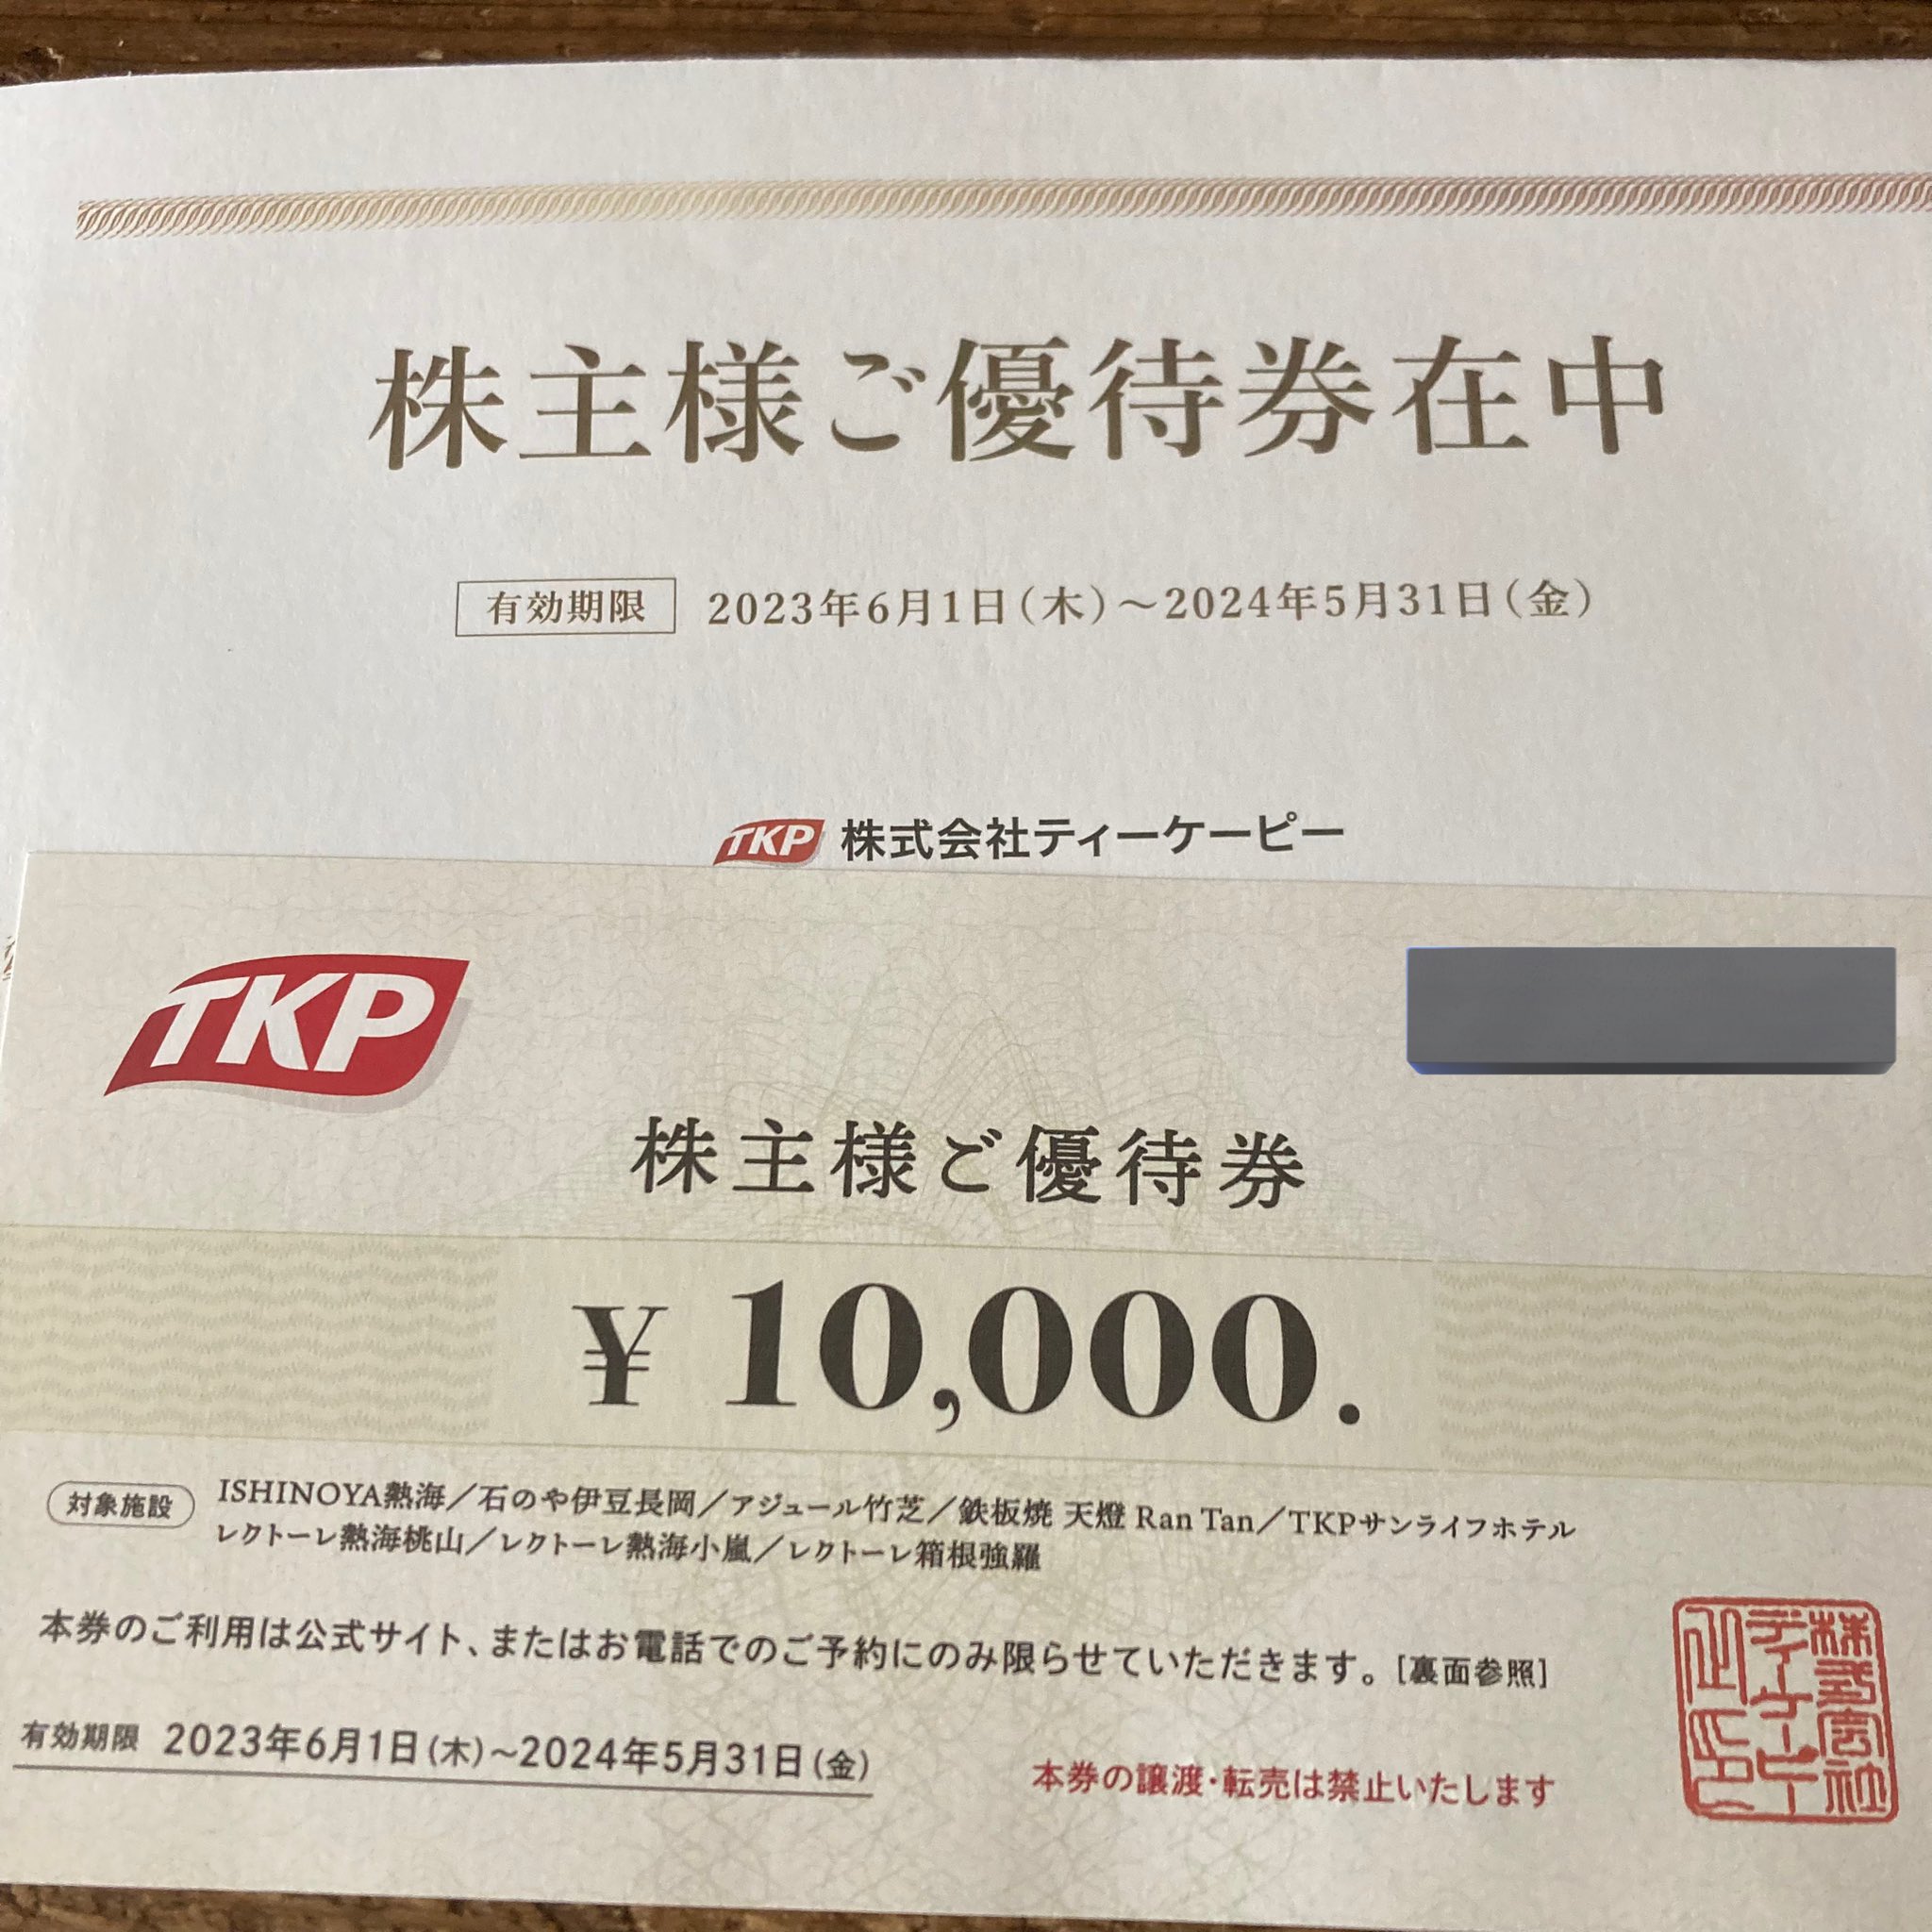 株主様ご優待券在中
有効期限 2023年6月1日(木)～2024年5月31日(金)
TKP 株式会社ティーケーピー
TKP
株主様ご優待券
¥ 10,000.
対象施設 ISHINOYA熱海／石のや伊豆長岡／アジュール竹芝／鉄板焼 天燈 Ran Tan／TKPサンライフホテル
レクトーレ熱海桃山／レクトーレ熱海小嵐／レクトーレ箱根強羅
本券のご利用は公式サイト、またはお電話でのご予約にのみ限らせていただきます。[裏面参照]
有効期限 2023年6月1日(木)~2024年5月31日(金)
本券の譲渡・転売は禁止いたします
株式会社
ティーケーピー